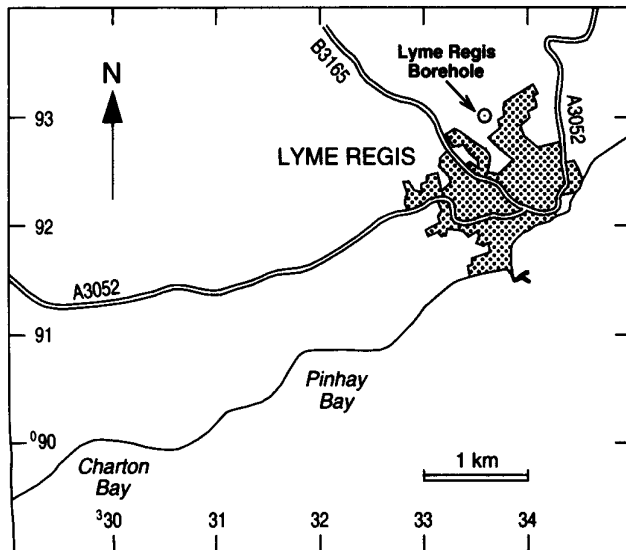 B3165
Lyme Regis
Borehole
N
93
A3052
LYME REGIS
92
A3052
91
Pinhay
Bay
⁰90
1 km
Charton
Bay
³30
31
32
33
34